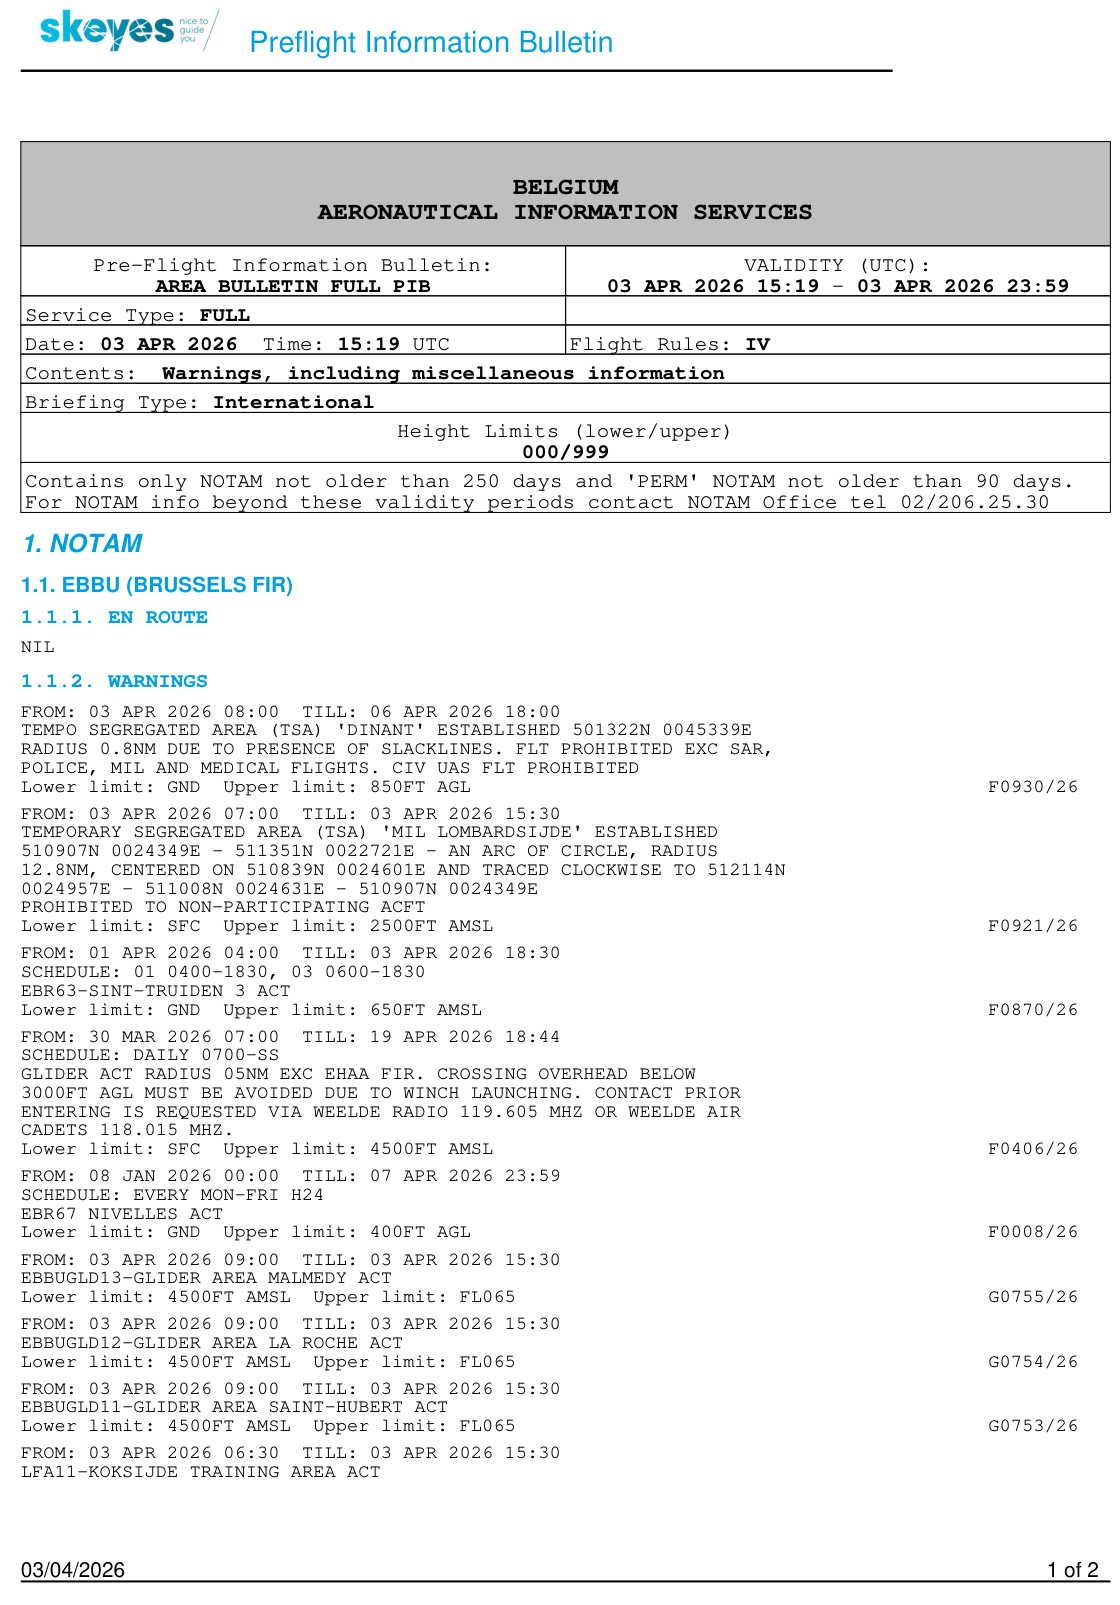 skeyes nice to guide you
Preflight Information Bulletin
BELGIUM
AERONAUTICAL INFORMATION SERVICES
Pre-Flight Information Bulletin:
AREA BULLETIN FULL PIB
VALIDITY (UTC):
03 APR 2026 15:19 - 03 APR 2026 23:59
Service Type: FULL
Date: 03 APR 2026 Time: 15:19 UTC
Flight Rules: IV
Contents: Warnings, including miscellaneous information
Briefing Type: International
Height Limits (lower/upper)
000/999
Contains only NOTAM not older than 250 days and 'PERM' NOTAM not older than 90 days.
For NOTAM info beyond these validity periods contact NOTAM Office tel 02/206.25.30
1. NOTAM
1.1. EBBU (BRUSSELS FIR)
1.1.1. EN ROUTE
NIL
1.1.2. WARNINGS
FROM: 03 APR 2026 08:00 TILL: 06 APR 2026 18:00
TEMPO SEGREGATED AREA (TSA) 'DINANT' ESTABLISHED 501322N 0045339E
RADIUS 0.8NM DUE TO PRESENCE OF SLACKLINES. FLT PROHIBITED EXC SAR,
POLICE, MIL AND MEDICAL FLIGHTS. CIV UAS FLT PROHIBITED
Lower limit: GND Upper limit: 850FT AGL F0930/26
FROM: 03 APR 2026 07:00 TILL: 03 APR 2026 15:30
TEMPORARY SEGREGATED AREA (TSA) 'MIL LOMBARDSIJDE' ESTABLISHED
510907N 0024349E - 511351N 0022721E - AN ARC OF CIRCLE, RADIUS
12.8NM, CENTERED ON 510839N 0024601E AND TRACED CLOCKWISE TO 512114N
0024957E - 511008N 0024631E - 510907N 0024349E
PROHIBITED TO NON-PARTICIPATING ACFT
Lower limit: SFC Upper limit: 2500FT AMSL F0921/26
FROM: 01 APR 2026 04:00 TILL: 03 APR 2026 18:30
SCHEDULE: 01 0400-1830, 03 0600-1830
EBR63-SINT-TRUIDEN 3 ACT
Lower limit: GND Upper limit: 650FT AMSL F0870/26
FROM: 30 MAR 2026 07:00 TILL: 19 APR 2026 18:44
SCHEDULE: DAILY 0700-SS
GLIDER ACT RADIUS 05NM EXC EHAA FIR. CROSSING OVERHEAD BELOW
3000FT AGL MUST BE AVOIDED DUE TO WINCH LAUNCHING. CONTACT PRIOR
ENTERING IS REQUESTED VIA WEELDE RADIO 119.605 MHZ OR WEELDE AIR
CADETS 118.015 MHZ.
Lower limit: SFC Upper limit: 4500FT AMSL F0406/26
FROM: 08 JAN 2026 00:00 TILL: 07 APR 2026 23:59
SCHEDULE: EVERY MON-FRI H24
EBR67 NIVELLES ACT
Lower limit: GND Upper limit: 400FT AGL F0008/26
FROM: 03 APR 2026 09:00 TILL: 03 APR 2026 15:30
EBBUGLD13-GLIDER AREA MALMEDY ACT
Lower limit: 4500FT AMSL Upper limit: FL065 G0755/26
FROM: 03 APR 2026 09:00 TILL: 03 APR 2026 15:30
EBBUGLD12-GLIDER AREA LA ROCHE ACT
Lower limit: 4500FT AMSL Upper limit: FL065 G0754/26
FROM: 03 APR 2026 09:00 TILL: 03 APR 2026 15:30
EBBUGLD11-GLIDER AREA SAINT-HUBERT ACT
Lower limit: 4500FT AMSL Upper limit: FL065 G0753/26
FROM: 03 APR 2026 06:30 TILL: 03 APR 2026 15:30
LFA11-KOKSIJDE TRAINING AREA ACT
03/04/2026 1 of 2